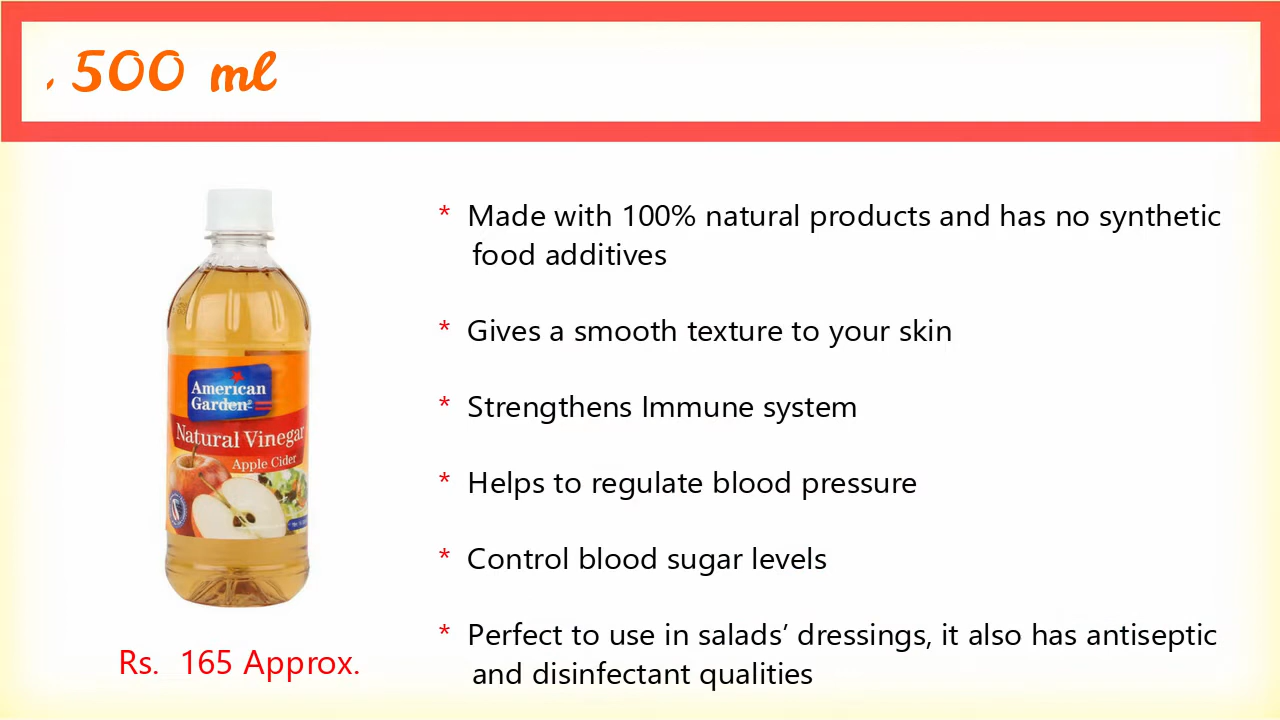 , 500 ml
* Made with 100% natural products and has no synthetic
food additives
* Gives a smooth texture to your skin
* Strengthens Immune system
* Helps to regulate blood pressure
* Control blood sugar levels
* Perfect to use in salads’ dressings, it also has antiseptic
and disinfectant qualities
American
Garden
Natural Vinegar
Apple Cider
Rs. 165 Approx.